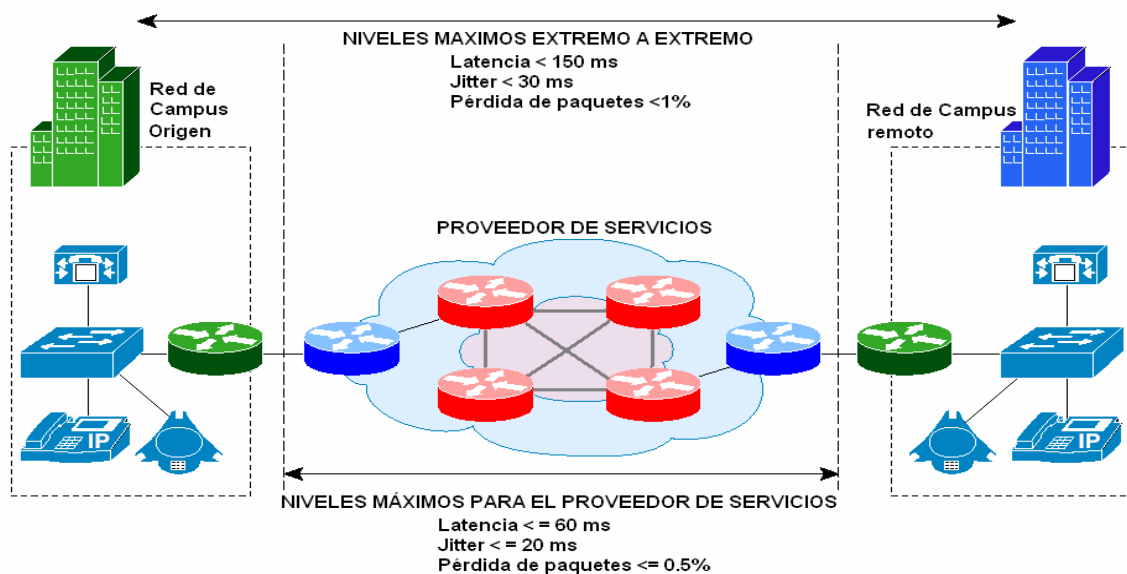 NIVELES MAXIMOS EXTREMO A EXTREMO
Latencia < 150 ms
Jitter < 30 ms
Pérdida de paquetes <1%
Red de
Campus
Origen
Red de Campus
remoto
PROVEEDOR DE SERVICIOS
IP
IP
NIVELES MÁXIMOS PARA EL PROVEEDOR DE SERVICIOS
Latencia < = 60 ms
Jitter < = 20 ms
Pérdida de paquetes <= 0.5%